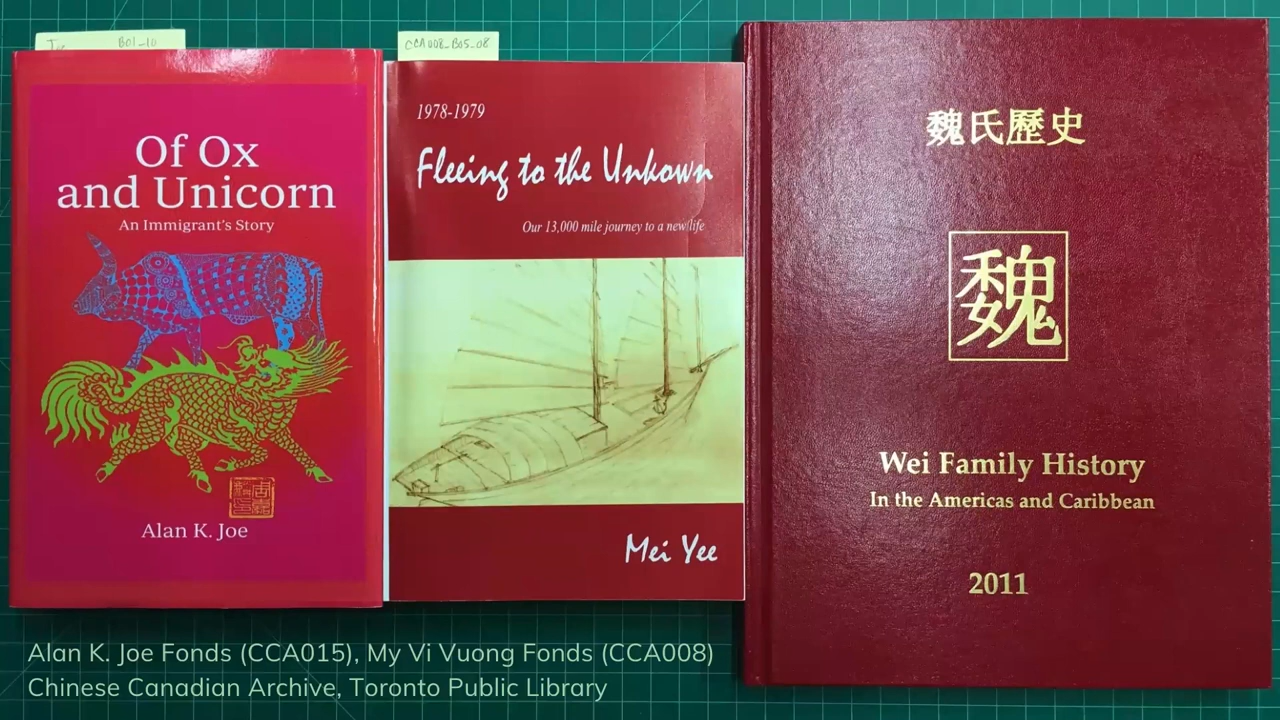 B01_10
Of Ox
and Unicorn
An Immigrant's Story
Alan K. Joe
CCA008_B05_08
1978-1979
Fleeing to the Unkown
Our 13,000 mile journey to a new life
Mei Yee
魏氏歷史
魏
Wei Family History
In the Americas and Caribbean
2011
Alan K. Joe Fonds (CCA015), My Vi Vuong Fonds (CCA008)
Chinese Canadian Archive, Toronto Public Library